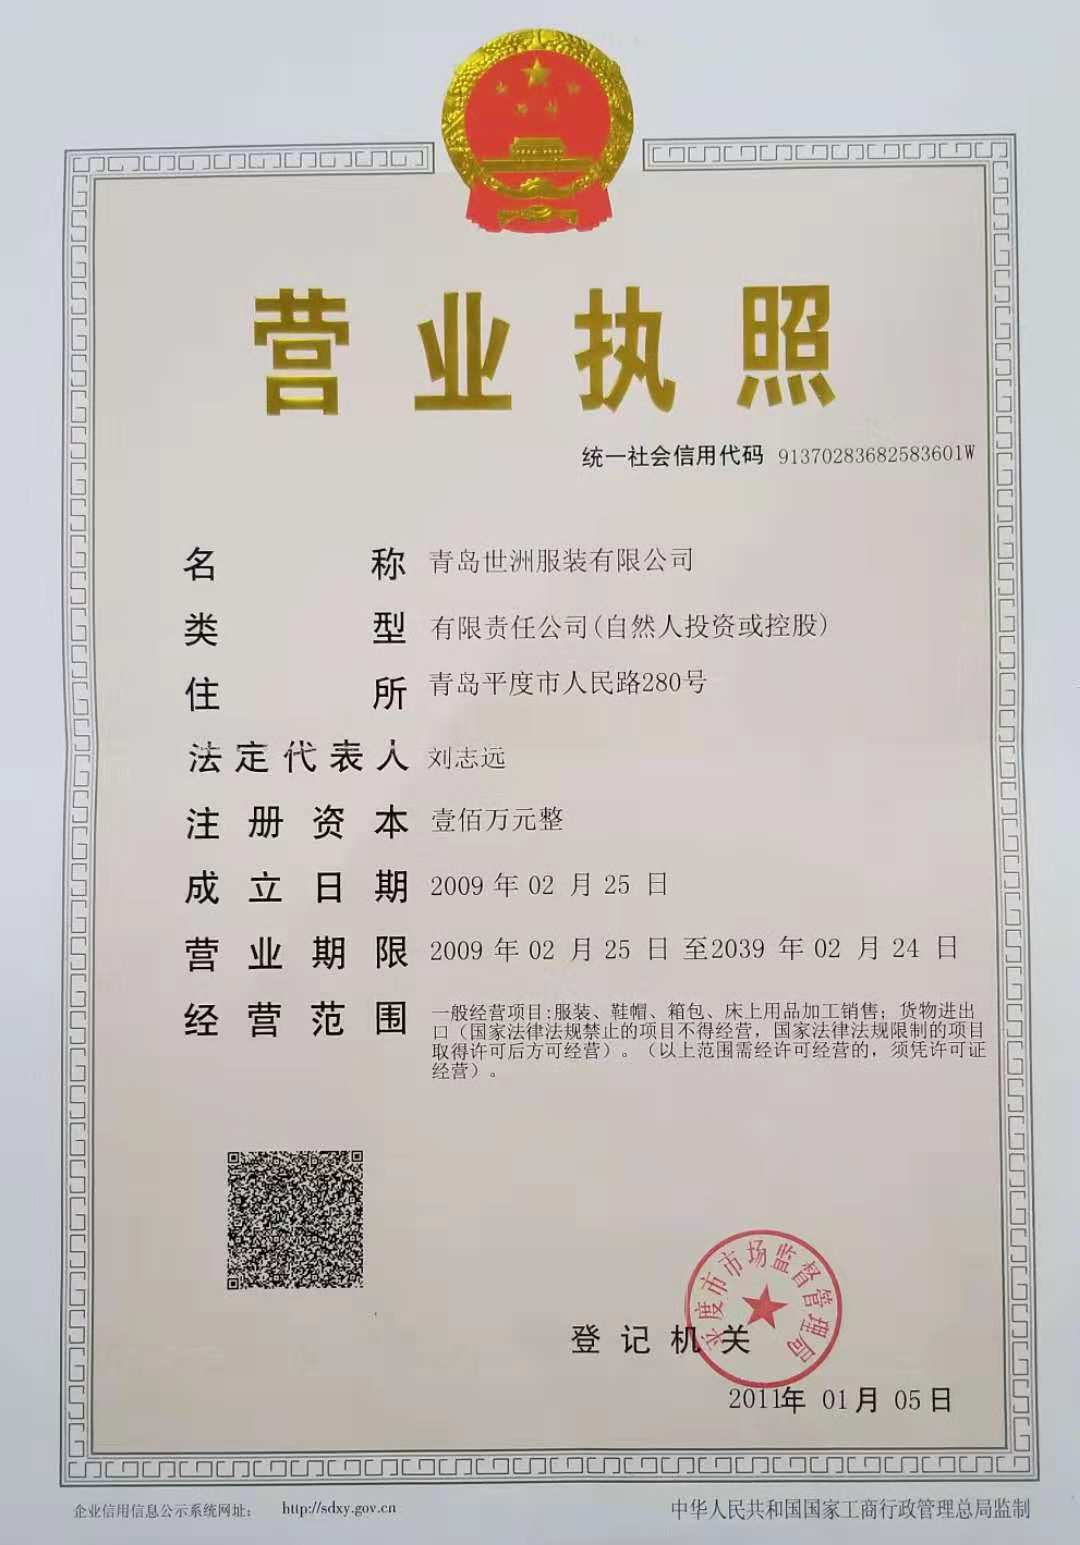 营业执照
统一社会信用代码 91370283682583601W
名称 青岛世洲服装有限公司
类型 有限责任公司(自然人投资或控股)
住所 青岛平度市人民路280号
法定代表人 刘志远
注册资本 壹佰万元整
成立日期 2009 年 02 月 25 日
营业期限 2009 年 02 月 25 日 至2039 年 02 月 24 日
经营范围 一般经营项目:服装、鞋帽、箱包、床上用品加工销售；货物进出
口（国家法律法规禁止的项目不得经营，国家法律法规限制的项目
取得许可后方可经营）。（以上范围需经许可经营的，须凭许可证
经营）。
平度市市场监督管理局
登记机关
2011年 01月 05日
企业信用信息公示系统网址： http://sdxy.gov.cn
中华人民共和国国家工商行政管理总局监制